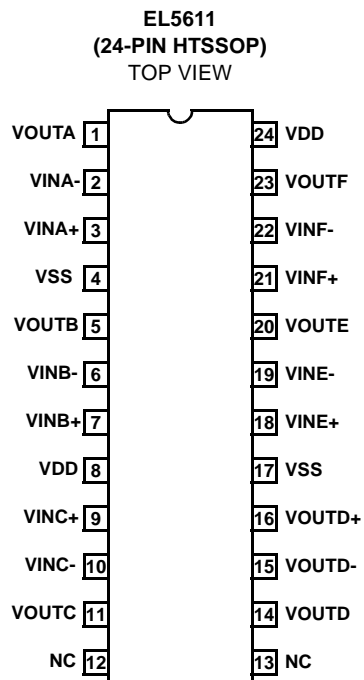 EL5611
(24-PIN HTSSOP)
TOP VIEW
VOUTA 1 24 VDD
VINA- 2 23 VOUTF
VINA+ 3 22 VINF-
VSS 4 21 VINF+
VOUTB 5 20 VOUTE
VINB- 6 19 VINE-
VINB+ 7 18 VINE+
VDD 8 17 VSS
VINC+ 9 16 VOUTD+
VINC- 10 15 VOUTD-
VOUTC 11 14 VOUTD
NC 12 13 NC